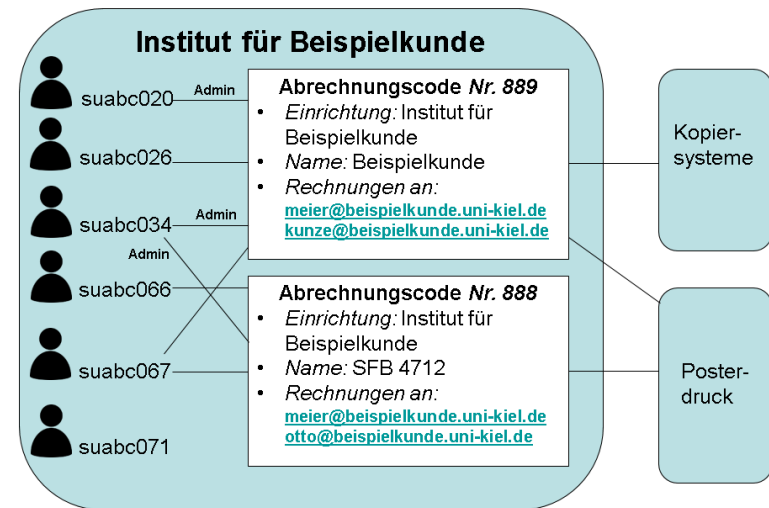 Institut für Beispielkunde
suabc020
Admin
suabc026
suabc034
Admin
Admin
suabc066
suabc067
suabc071
Abrechnungscode Nr. 889
• Einrichtung: Institut für
Beispielkunde
• Name: Beispielkunde
• Rechnungen an:
meier@beispielkunde.uni-kiel.de
kunze@beispielkunde.uni-kiel.de
Abrechnungscode Nr. 888
• Einrichtung: Institut für
Beispielkunde
• Name: SFB 4712
• Rechnungen an:
meier@beispielkunde.uni-kiel.de
otto@beispielkunde.uni-kiel.de
Kopier-
systeme
Poster-
druck